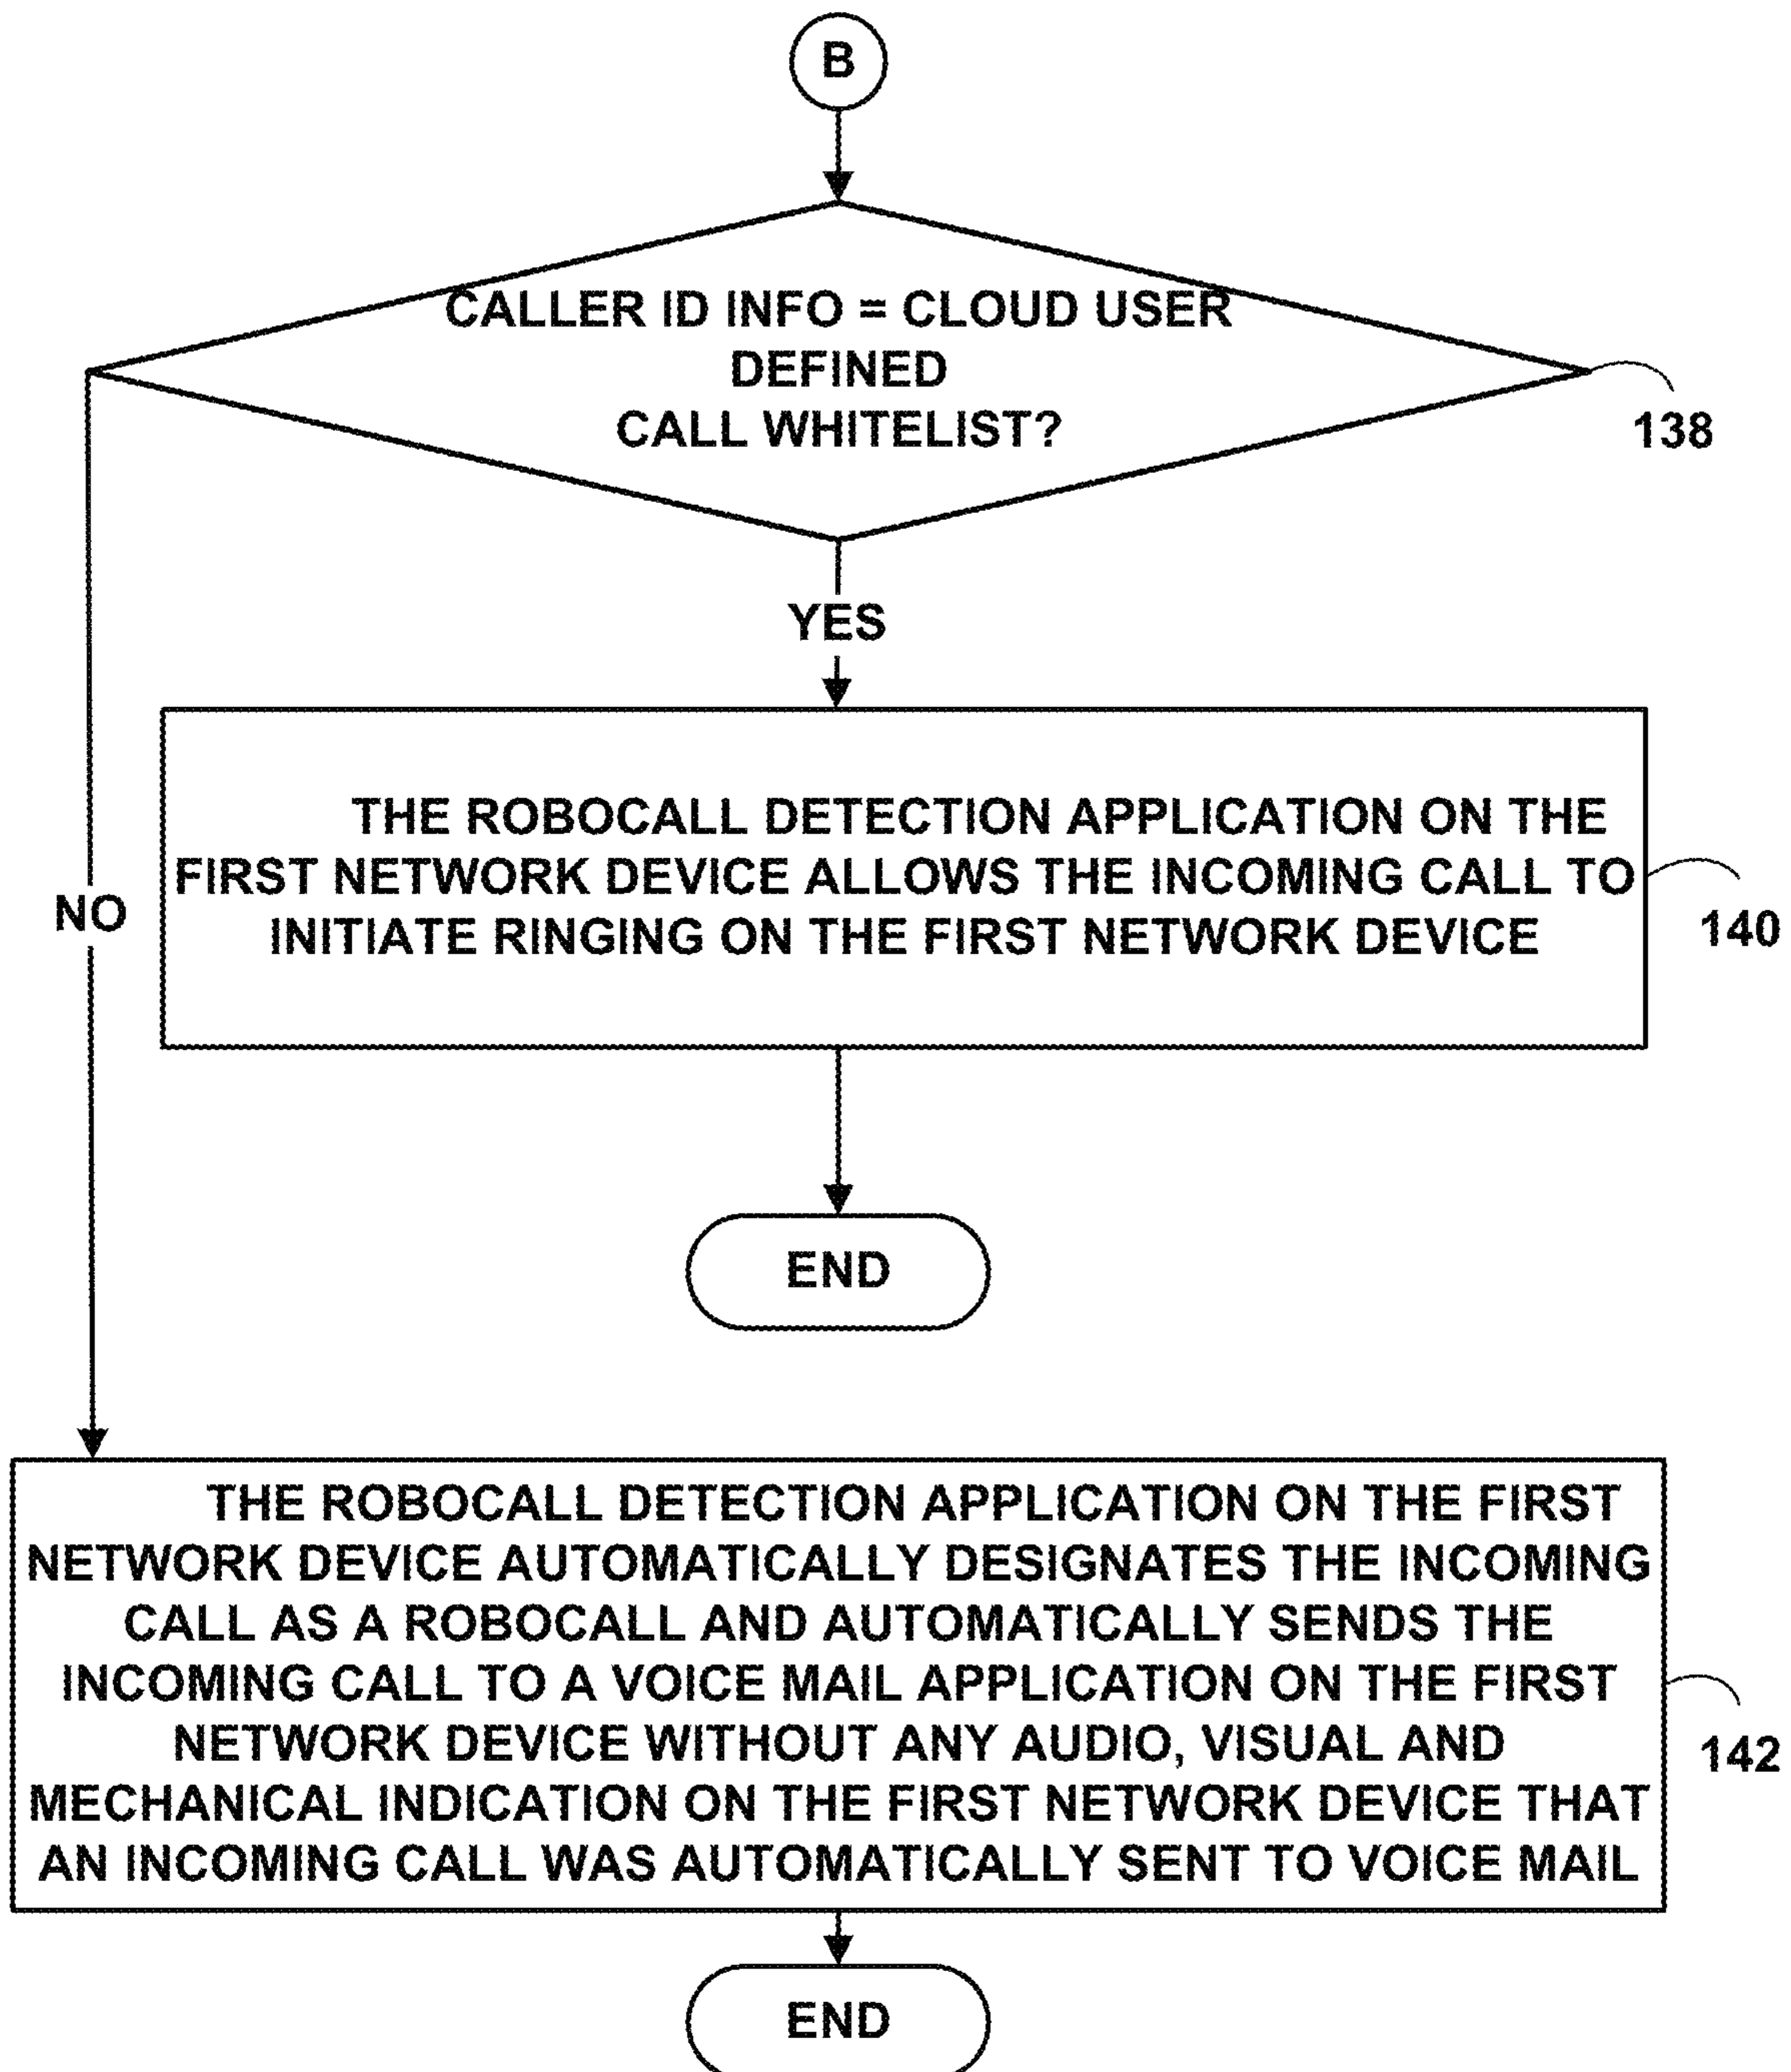 B
CALLER ID INFO = CLOUD USER
DEFINED
CALL WHITELIST?
138
YES
THE ROBOCALL DETECTION APPLICATION ON THE
FIRST NETWORK DEVICE ALLOWS THE INCOMING CALL TO
INITIATE RINGING ON THE FIRST NETWORK DEVICE
140
NO
END
THE ROBOCALL DETECTION APPLICATION ON THE FIRST
NETWORK DEVICE AUTOMATICALLY DESIGNATES THE INCOMING
CALL AS A ROBOCALL AND AUTOMATICALLY SENDS THE
INCOMING CALL TO A VOICE MAIL APPLICATION ON THE FIRST
NETWORK DEVICE WITHOUT ANY AUDIO, VISUAL AND
MECHANICAL INDICATION ON THE FIRST NETWORK DEVICE THAT
AN INCOMING CALL WAS AUTOMATICALLY SENT TO VOICE MAIL
142
END